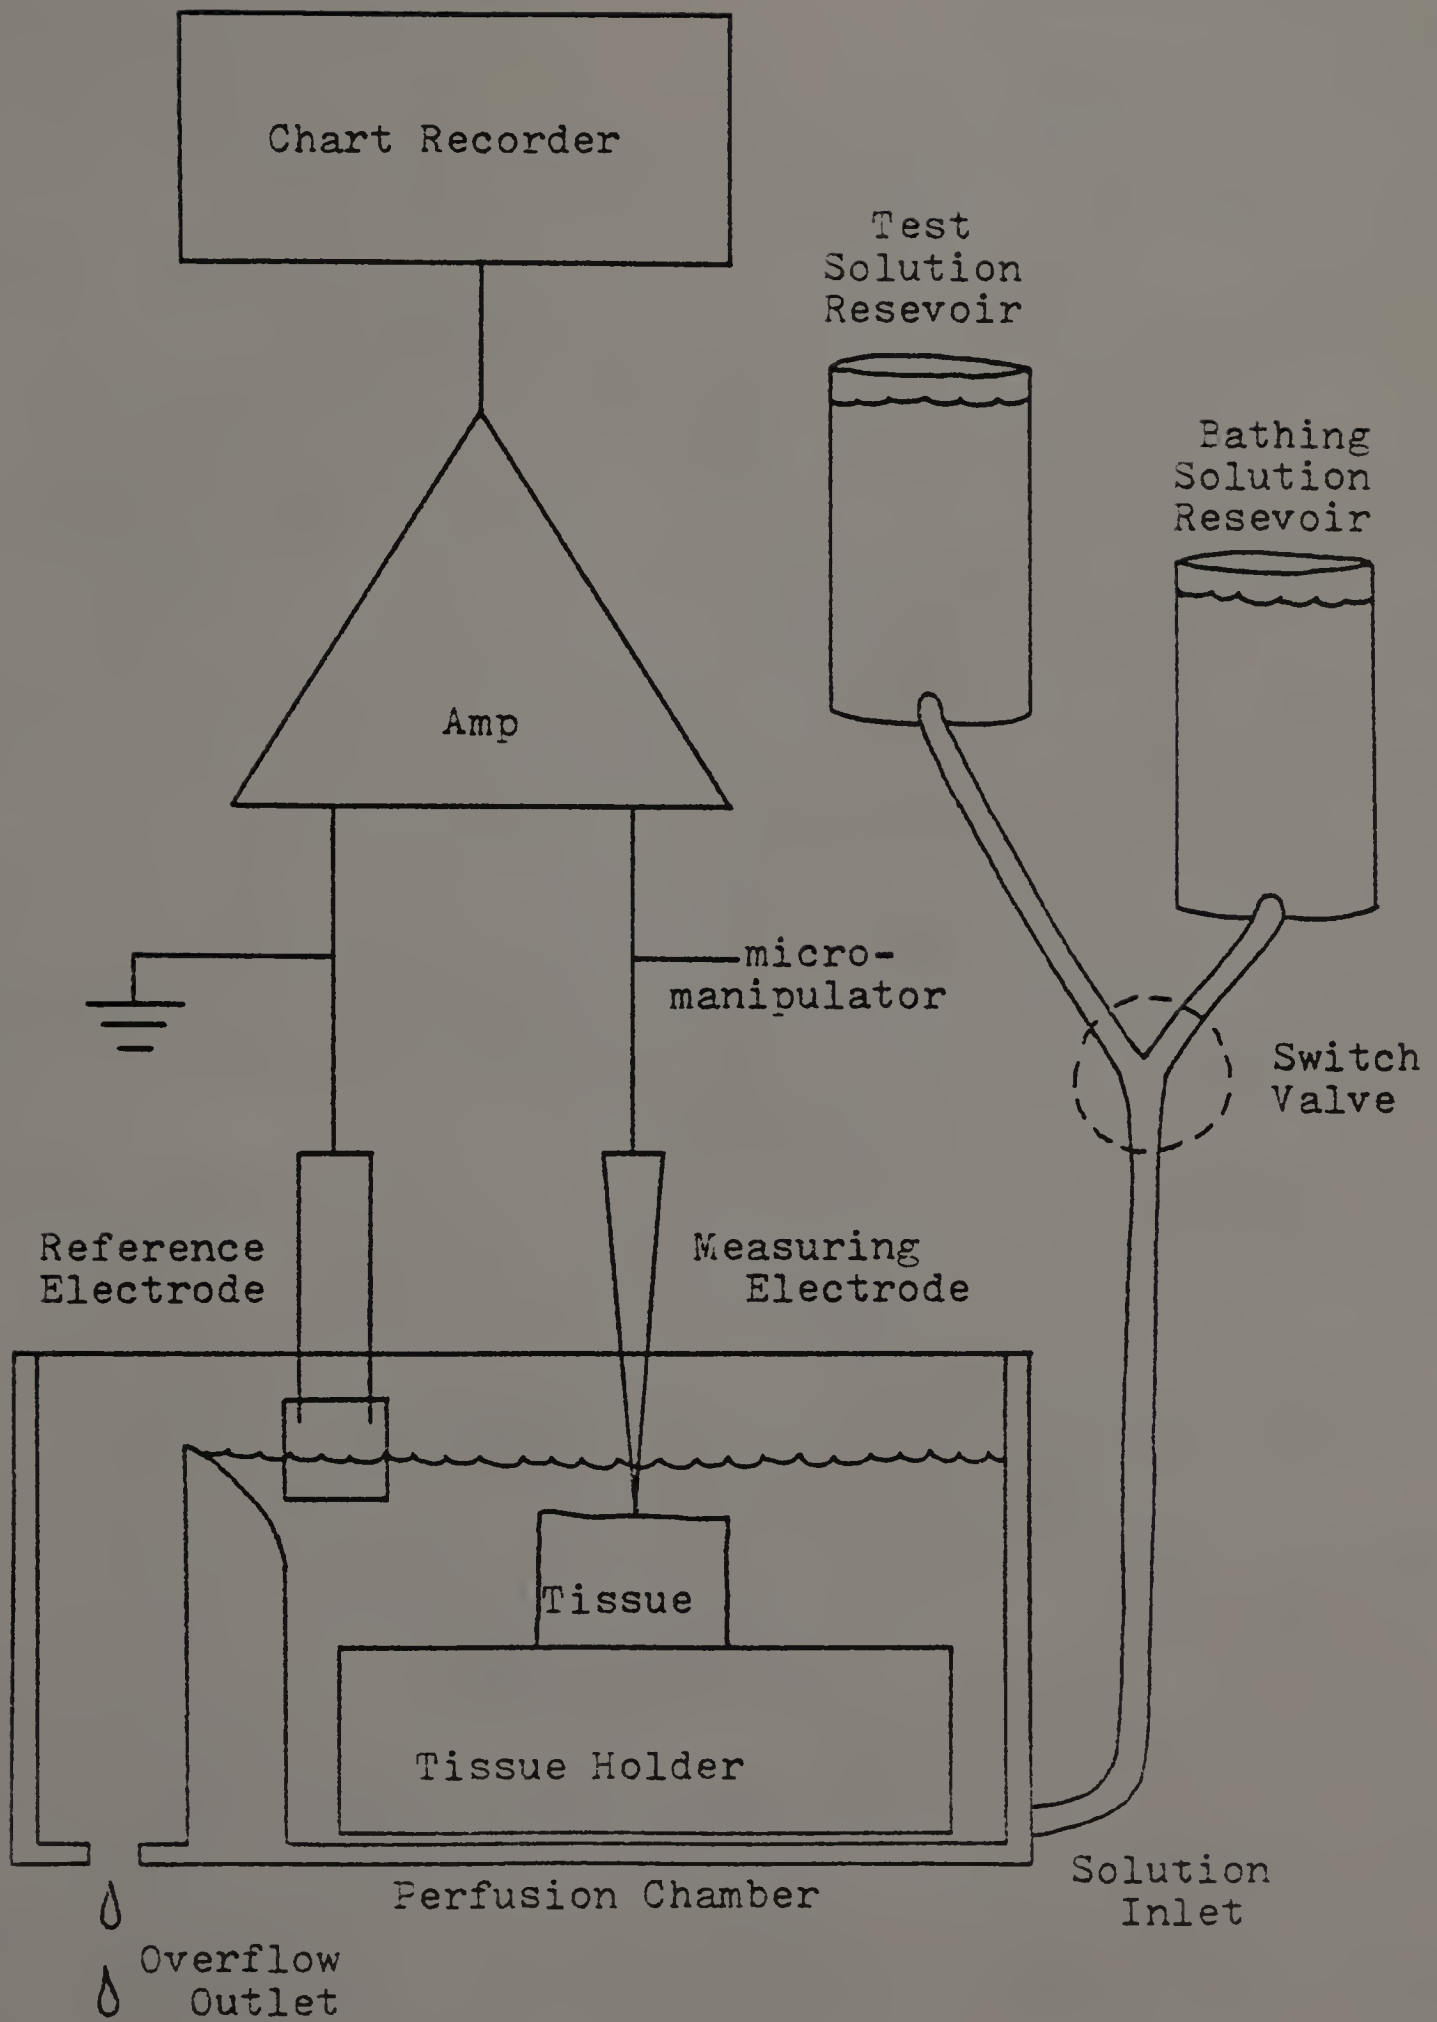 Chart Recorder
Test
Solution
Resevoir
Bathing
Solution
Resevoir
Amp
micro-
manipulator
Switch
Valve
Reference
Electrode
Measuring
Electrode
Tissue
Tissue Holder
Perfusion Chamber
Solution
Inlet
Overflow
Outlet